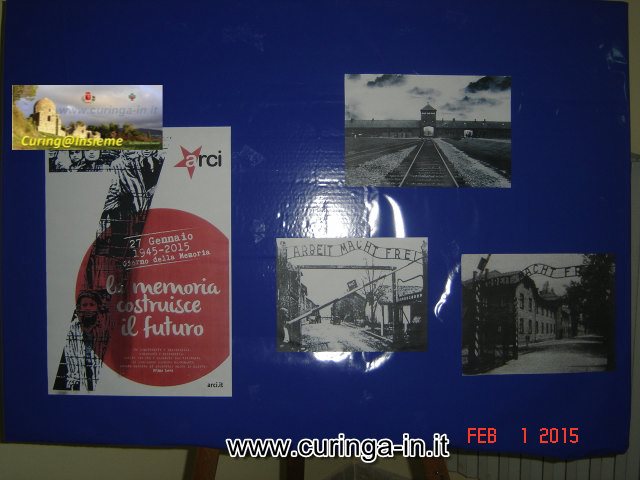 www.curinga-in.it
Curing@Insieme
arci
27 Gennaio
1945-2015
Giorno della Memoria
la memoria
costruisce
il futuro
arci.it
ARBEIT MACHT FREI
MACHT FREI
www.curinga-in.it
FEB 1 2015